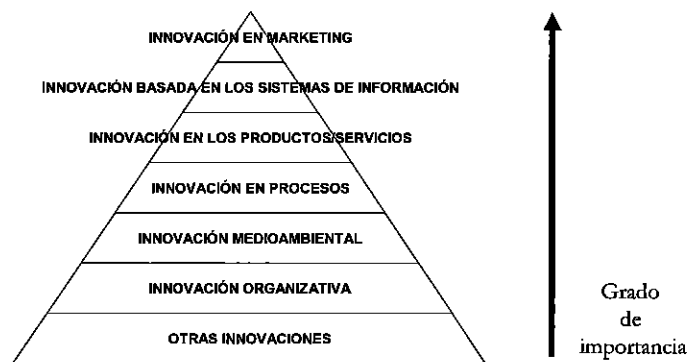 INNOVACIÓN EN MARKETING
INNOVACIÓN BASADA EN LOS SISTEMAS DE INFORMACIÓN
INNOVACIÓN EN LOS PRODUCTOS/SERVICIOS
INNOVACIÓN EN PROCESOS
INNOVACIÓN MEDIOAMBIENTAL
INNOVACIÓN ORGANIZATIVA
OTRAS INNOVACIONES
Grado
de
importancia